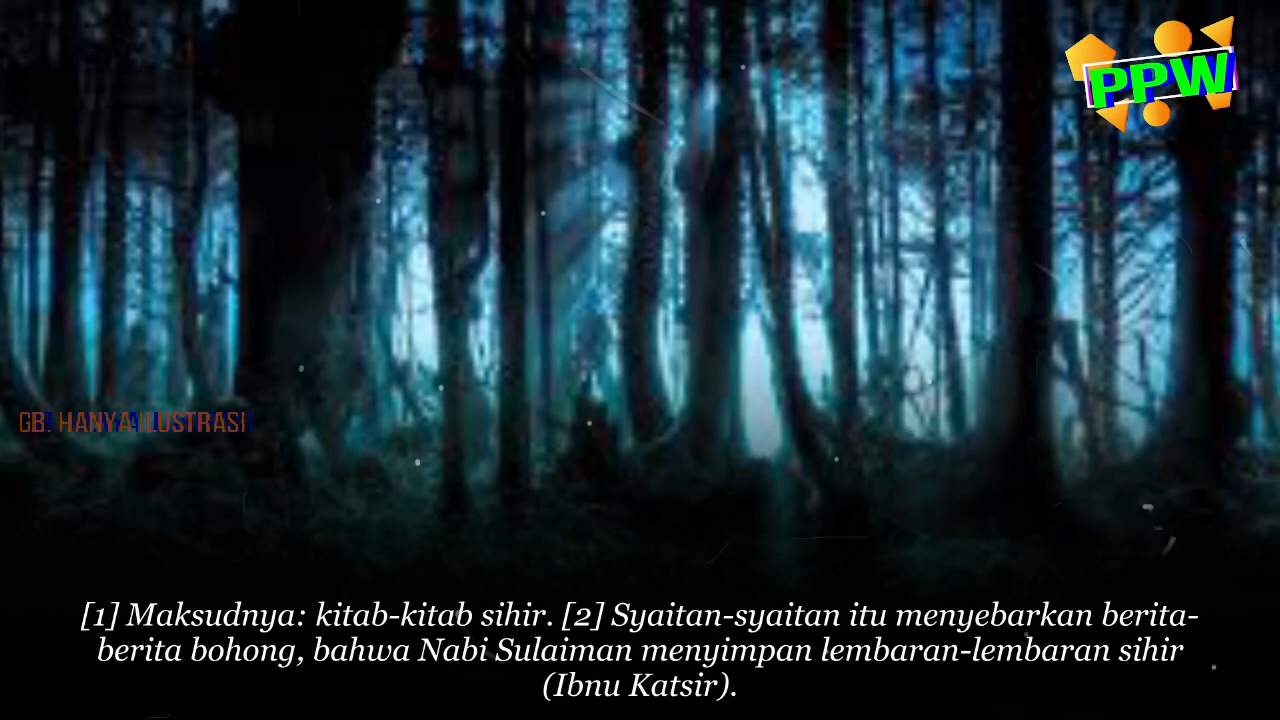 PPW
GB. HANYA ILUSTRASI
[1] Maksudnya: kitab-kitab sihir. [2] Syaitan-syaitan itu menyebarkan berita-
berita bohong, bahwa Nabi Sulaiman menyimpan lembaran-lembaran sihir
(Ibnu Katsir).